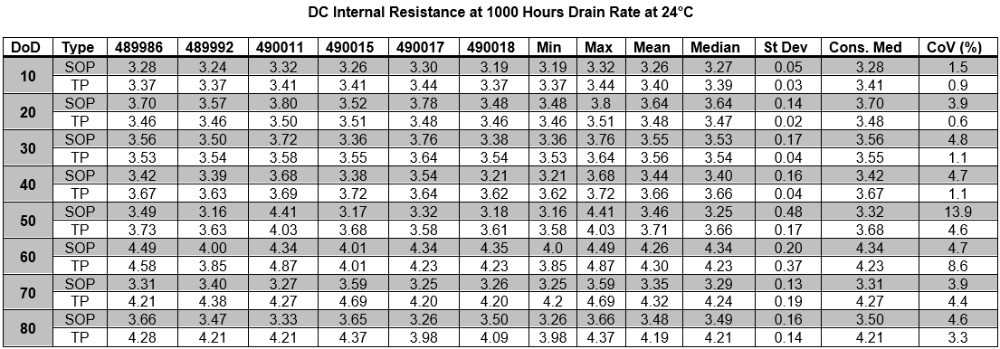 DC Internal Resistance at 1000 Hours Drain Rate at 24°C
DoD Type 489986 489992 490011 490015 490017 490018 Min Max Mean Median St Dev Cons. Med CoV (%)
10 SOP 3.28 3.24 3.32 3.26 3.30 3.19 3.19 3.32 3.26 3.27 0.05 3.28 1.5
TP 3.37 3.37 3.41 3.41 3.44 3.37 3.37 3.44 3.40 3.39 0.03 3.41 0.9
20 SOP 3.70 3.57 3.80 3.52 3.78 3.48 3.48 3.8 3.64 3.64 0.14 3.70 3.9
TP 3.46 3.46 3.50 3.51 3.48 3.46 3.46 3.51 3.48 3.47 0.02 3.48 0.6
30 SOP 3.56 3.50 3.72 3.36 3.76 3.38 3.36 3.76 3.55 3.53 0.17 3.56 4.8
TP 3.53 3.54 3.58 3.55 3.64 3.54 3.53 3.64 3.56 3.54 0.04 3.55 1.1
40 SOP 3.42 3.39 3.68 3.38 3.54 3.21 3.21 3.68 3.44 3.40 0.16 3.42 4.7
TP 3.67 3.63 3.69 3.72 3.64 3.62 3.62 3.72 3.66 3.66 0.04 3.67 1.1
50 SOP 3.49 3.16 4.41 3.17 3.32 3.18 3.16 4.41 3.46 3.25 0.48 3.32 13.9
TP 3.73 3.63 4.03 3.68 3.58 3.61 3.58 4.03 3.71 3.66 0.17 3.68 4.6
60 SOP 4.49 4.00 4.34 4.01 4.34 4.35 4.0 4.49 4.26 4.34 0.20 4.34 4.7
TP 4.58 3.85 4.87 4.01 4.23 4.23 3.85 4.87 4.30 4.23 0.37 4.23 8.6
70 SOP 3.31 3.40 3.27 3.59 3.25 3.26 3.25 3.59 3.35 3.29 0.13 3.31 3.9
TP 4.21 4.38 4.27 4.69 4.20 4.20 4.2 4.69 4.32 4.24 0.19 4.27 4.4
80 SOP 3.66 3.47 3.33 3.65 3.26 3.50 3.26 3.66 3.48 3.49 0.16 3.50 4.6
TP 4.28 4.21 4.21 4.37 3.98 4.09 3.98 4.37 4.19 4.21 0.14 4.21 3.3